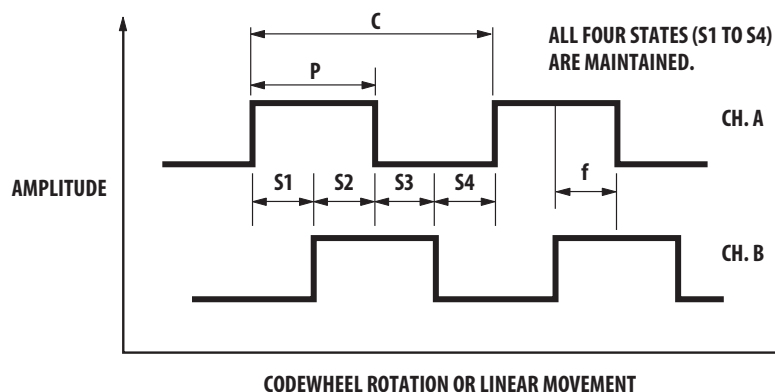 C
ALL FOUR STATES (S1 TO S4)
ARE MAINTAINED.
P
CH. A
AMPLITUDE
S1 S2 S3 S4
f
CH. B
CODEWHEEL ROTATION OR LINEAR MOVEMENT